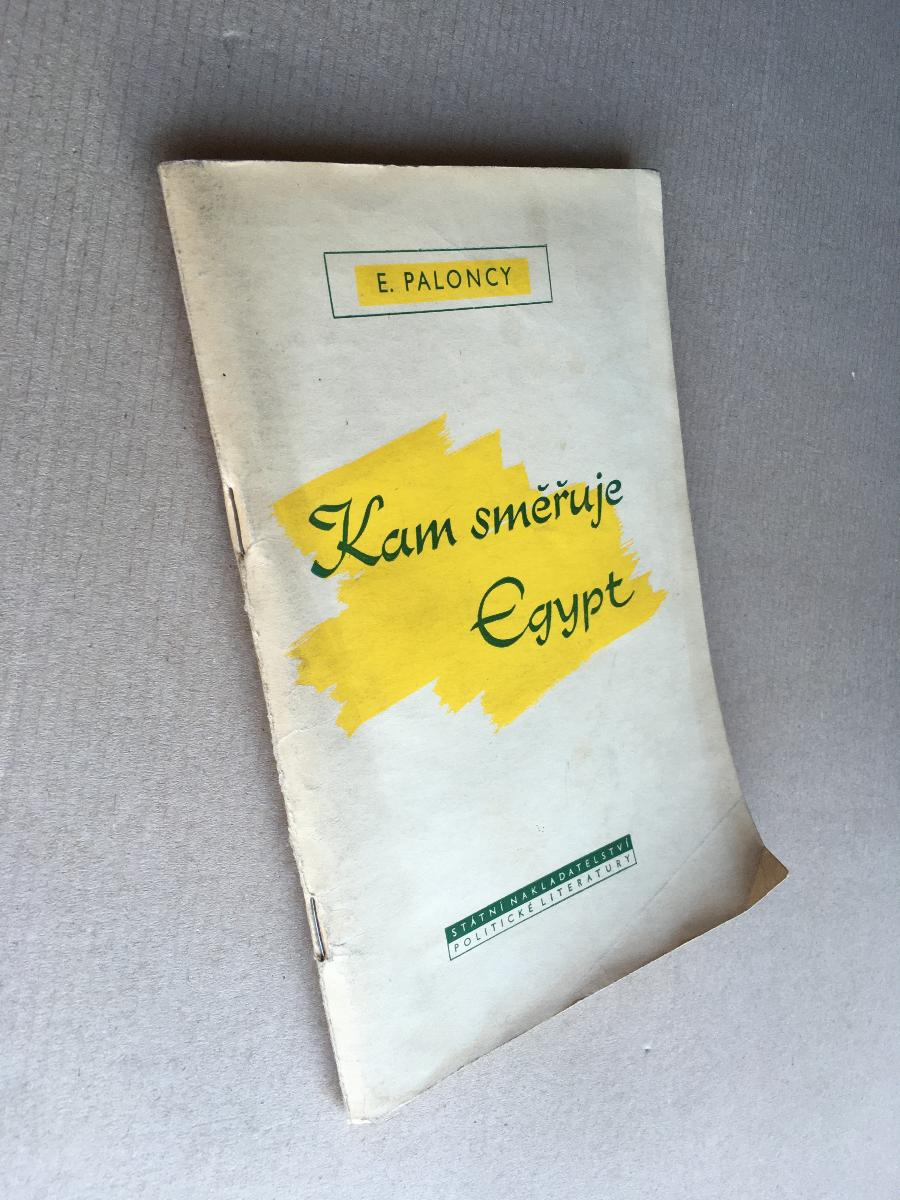 E. PALONCY
Kam směřuje
Egypt
STÁTNÍ NAKLADATELSTVÍ
POLITICKÉ LITERATURY